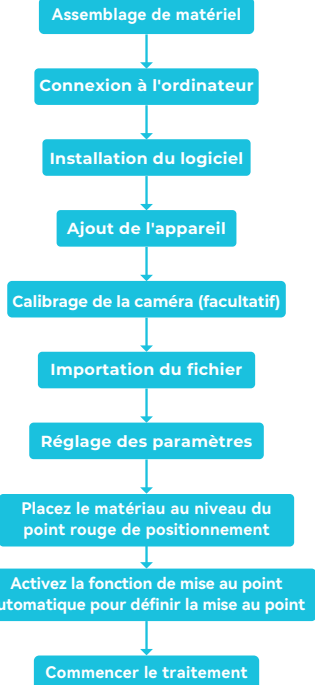 Assemblage de matériel
Connexion à l'ordinateur
Installation du logiciel
Ajout de l'appareil
Calibrage de la caméra (facultatif)
Importation du fichier
Réglage des paramètres
Placez le matériau au niveau du
point rouge de positionnement
Activez la fonction de mise au point
utomatique pour définir la mise au point
Commencer le traitement